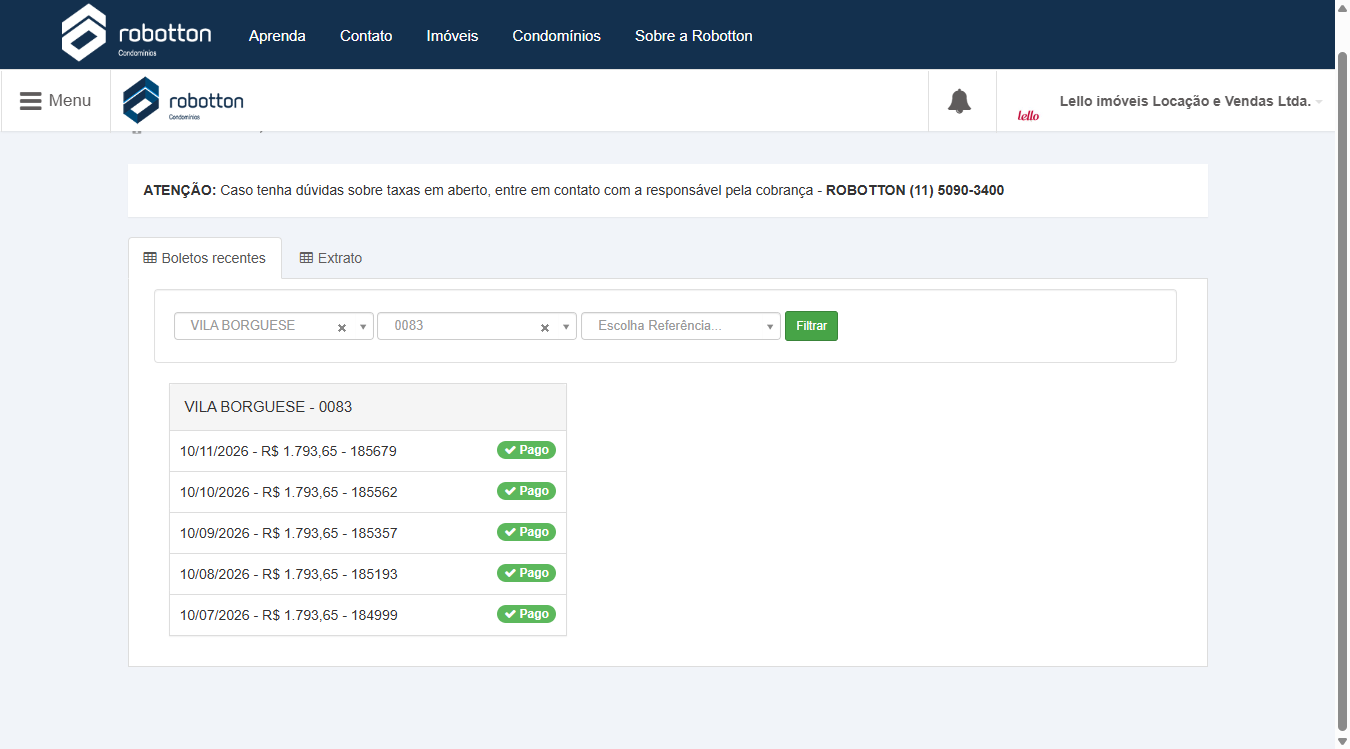 robotton
Condomínios
Aprenda Contato Imóveis Condomínios Sobre a Robotton
Menu
robotton
Condomínios
lello
Lello imóveis Locação e Vendas Ltda.
ATENÇÃO: Caso tenha dúvidas sobre taxas em aberto, entre em contato com a responsável pela cobrança - ROBOTTON (11) 5090-3400
Boletos recentes Extrato
VILA BORGUESE × 0083 × Escolha Referência... Filtrar
VILA BORGUESE - 0083
10/11/2026 - R$ 1.793,65 - 185679 Pago
10/10/2026 - R$ 1.793,65 - 185562 Pago
10/09/2026 - R$ 1.793,65 - 185357 Pago
10/08/2026 - R$ 1.793,65 - 185193 Pago
10/07/2026 - R$ 1.793,65 - 184999 Pago